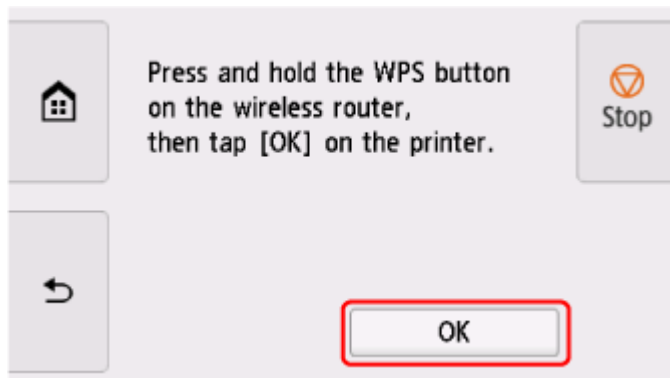 Press and hold the WPS button
on the wireless router,
then tap [OK] on the printer.
Stop
OK